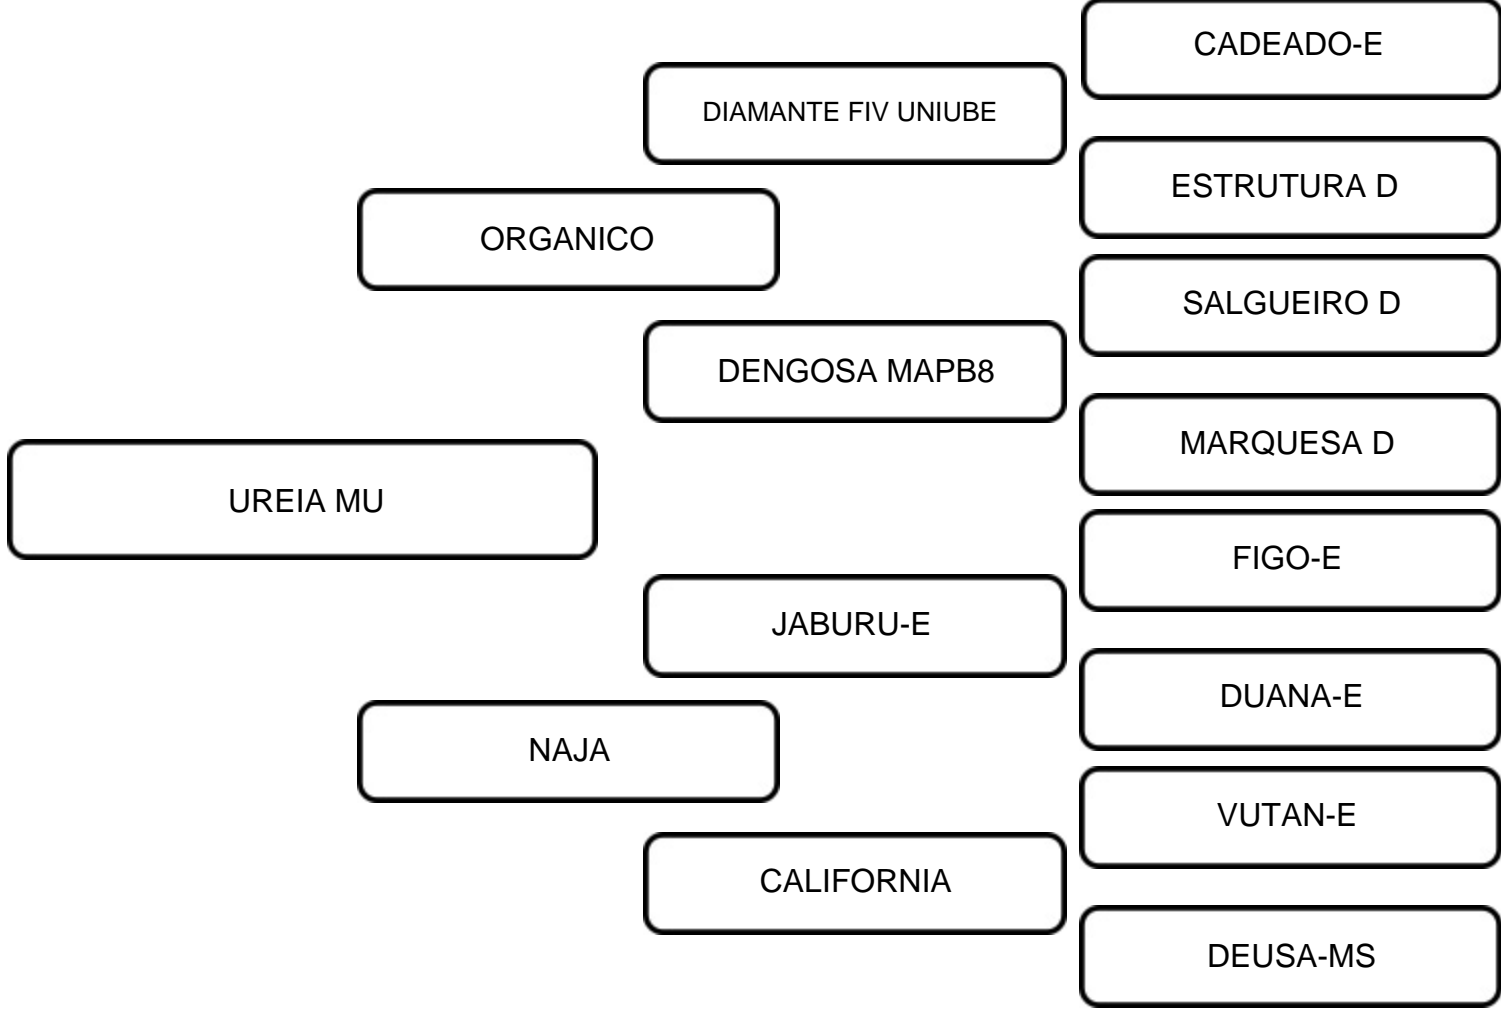 CADEADO-E
DIAMANTE FIV UNIUBE
ESTRUTURA D
ORGANICO
SALGUEIRO D
DENGOSA MAPB8
MARQUESA D
UREIA MU
FIGO-E
JABURU-E
DUANA-E
NAJA
VUTAN-E
CALIFORNIA
DEUSA-MS